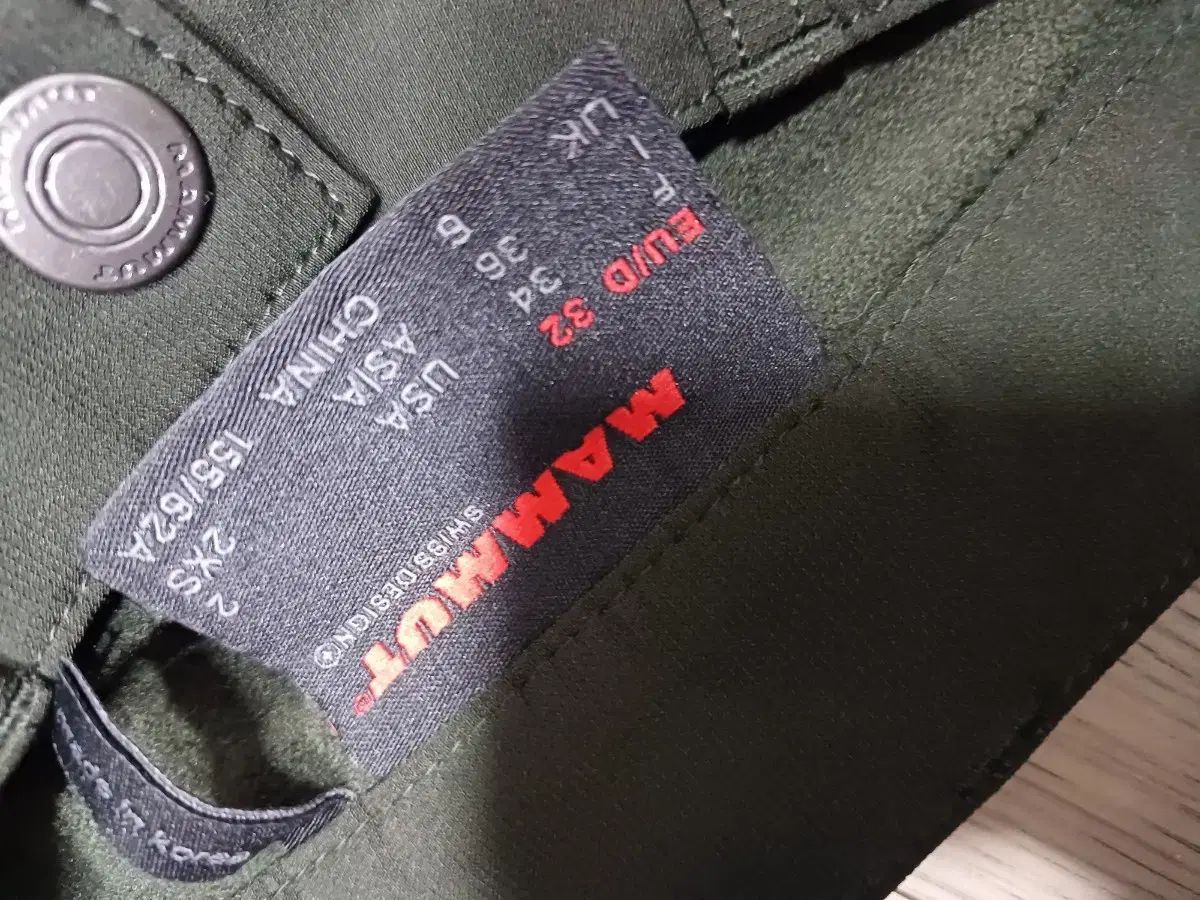 MAMMUT®
SWISS DESIGN
EU/D 32
F 34
I 36
UK 6
USA 2
ASIA 2XS
CHINA 155/62A
Made in Korea
MAMMUT